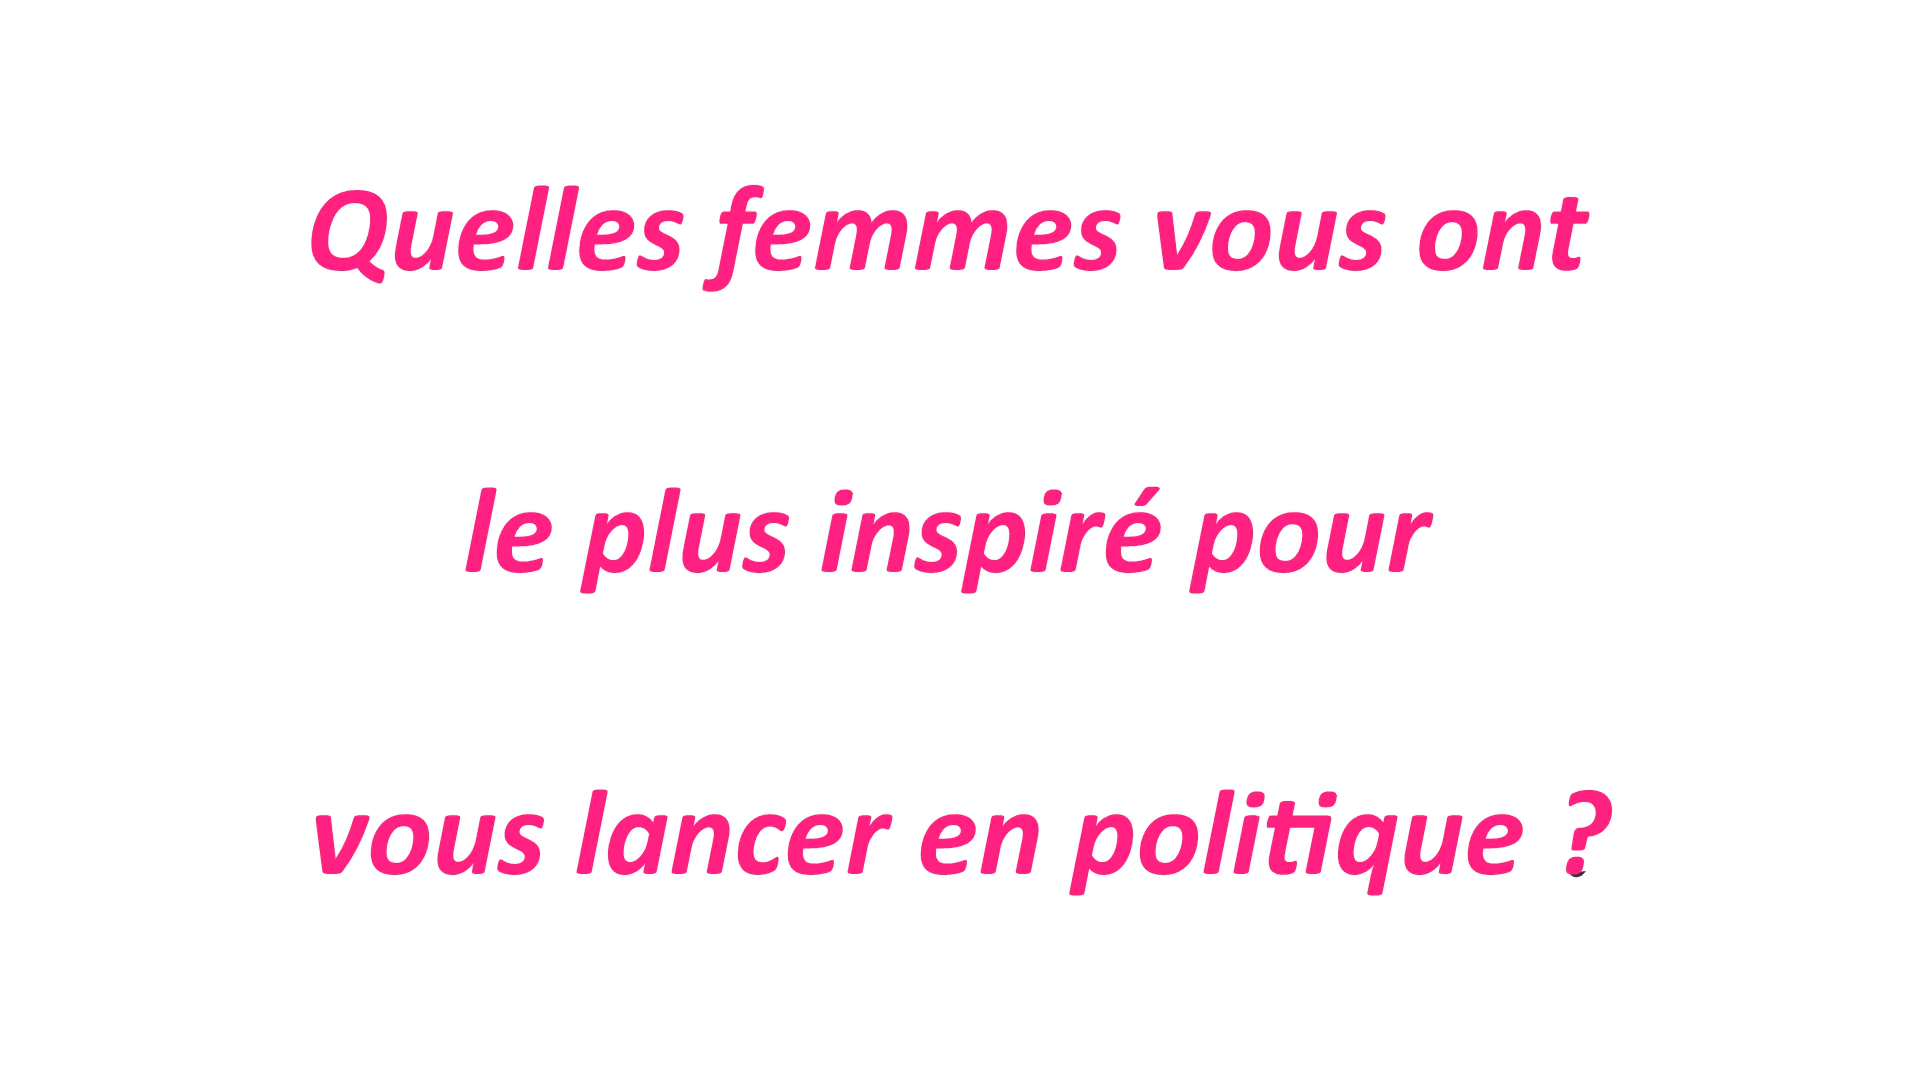 Quelles femmes vous ont
le plus inspiré pour
vous lancer en politique ?